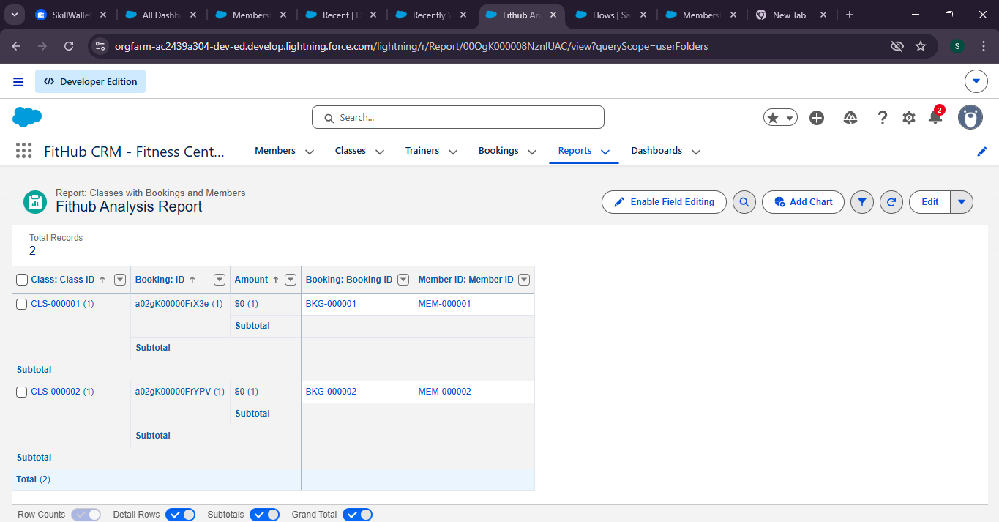 SkillWallet
All Dashb
Members
Recent | D
Recently V
Fithub An
Flows | Sa
Members
New Tab
orgfarm-ac2439a304-dev-ed.develop.lightning.force.com/lightning/r/Report/00OgK000008NznlUAC/view?queryScope=userFolders
S
Developer Edition
Search...
2
FitHub CRM - Fitness Cent...
Members
Classes
Trainers
Bookings
Reports
Dashboards
Report: Classes with Bookings and Members
Fithub Analysis Report
Enable Field Editing
Add Chart
Edit
Total Records
2
Class: Class ID ↑ Booking: ID ↑ Amount ↑ Booking: Booking ID Member ID: Member ID
CLS-000001 (1) a02gK00000FrX3e (1) $0 (1) BKG-000001 MEM-000001
Subtotal
Subtotal
Subtotal
CLS-000002 (1) a02gK00000FrYPV (1) $0 (1) BKG-000002 MEM-000002
Subtotal
Subtotal
Subtotal
Total (2)
Row Counts Detail Rows Subtotals Grand Total